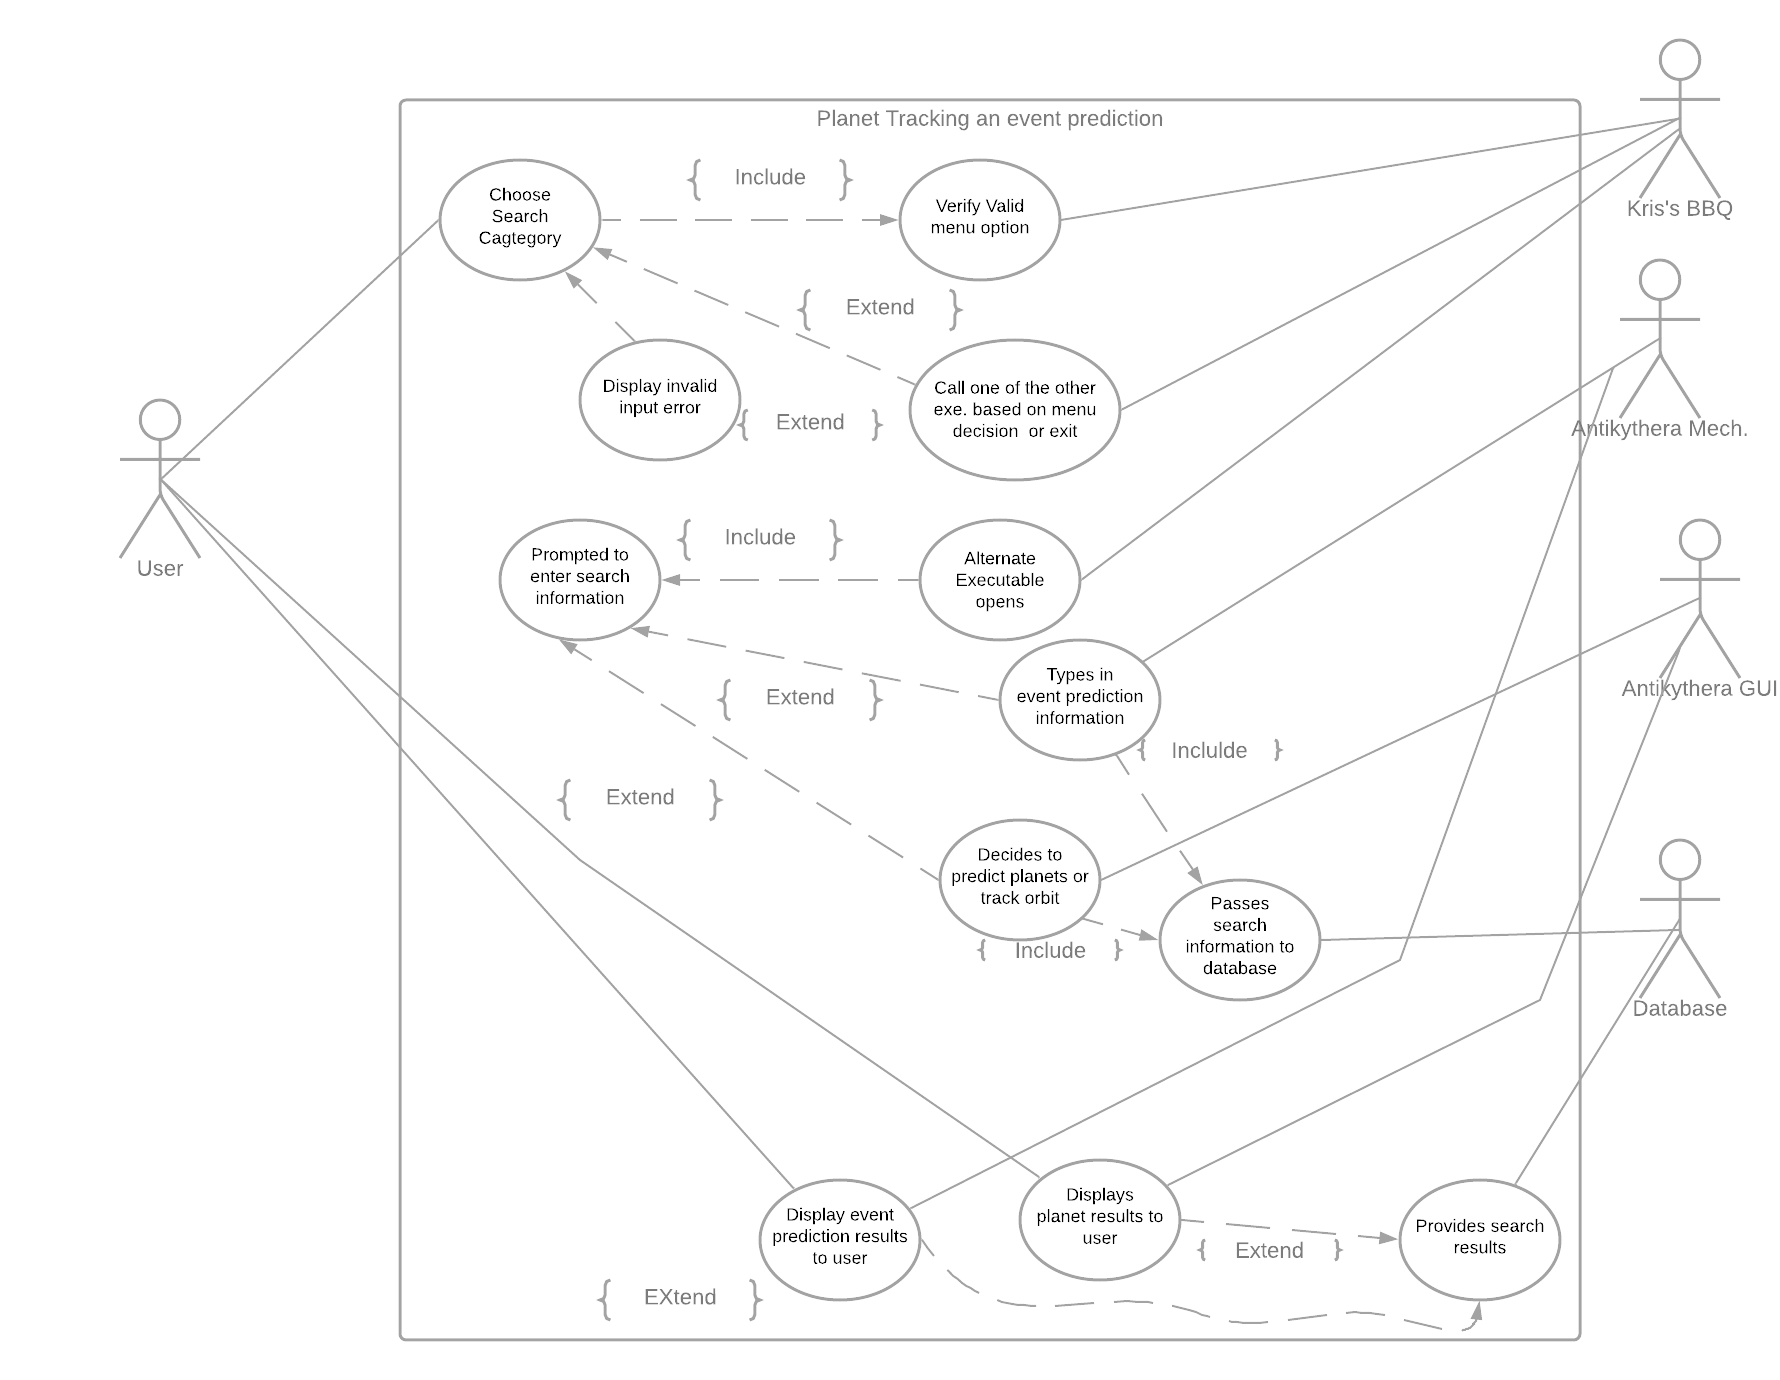 Planet Tracking an event prediction
Choose
Search
Cagtegory
Include
Verify Valid
menu option
Kris's BBQ
Extend
Display invalid
input error
Extend
Call one of the other
exe. based on menu
decision or exit
Antikythera Mech.
User
Prompted to
enter search
information
Include
Alternate
Executable
opens
Extend
Types in
event prediction
information
Antikythera GUI
Inclulde
Extend
Decides to
predict planets or
track orbit
Include
Passes
search
information to
database
Database
Display event
prediction results
to user
Displays
planet results to
user
Extend
Provides search
results
EXtend